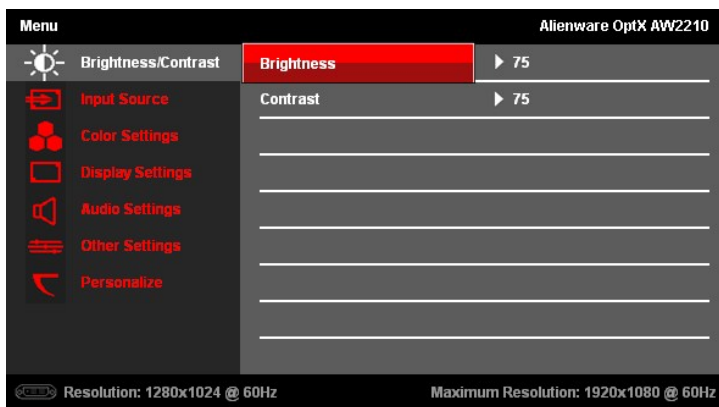 Menu Alienware OptX AW2210
Brightness/Contrast Brightness 75
Input Source Contrast 75
Color Settings
Display Settings
Audio Settings
Other Settings
Personalize
Resolution: 1280x1024 @ 60Hz Maximum Resolution: 1920x1080 @ 60Hz